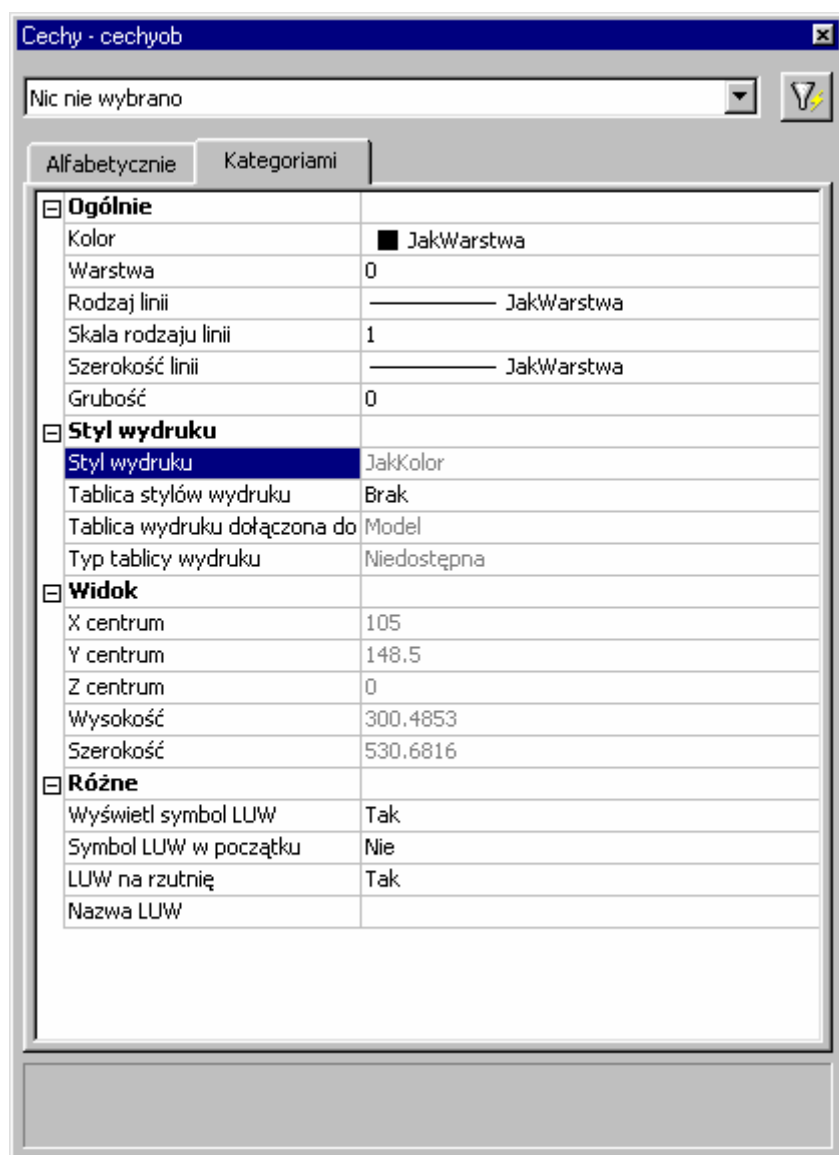 Cechy - cechyob
Nic nie wybrano
Alfabetycznie Kategoriami
Ogólnie
Kolor JakWarstwa
Warstwa 0
Rodzaj linii JakWarstwa
Skala rodzaju linii 1
Szerokość linii JakWarstwa
Grubość 0
Styl wydruku
Styl wydruku JakKolor
Tablica stylów wydruku Brak
Tablica wydruku dołączona do Model
Typ tablicy wydruku Niedostępna
Widok
X centrum 105
Y centrum 148.5
Z centrum 0
Wysokość 300.4853
Szerokość 530.6816
Różne
Wyświetl symbol LUW Tak
Symbol LUW w początku Nie
LUW na rzutnię Tak
Nazwa LUW